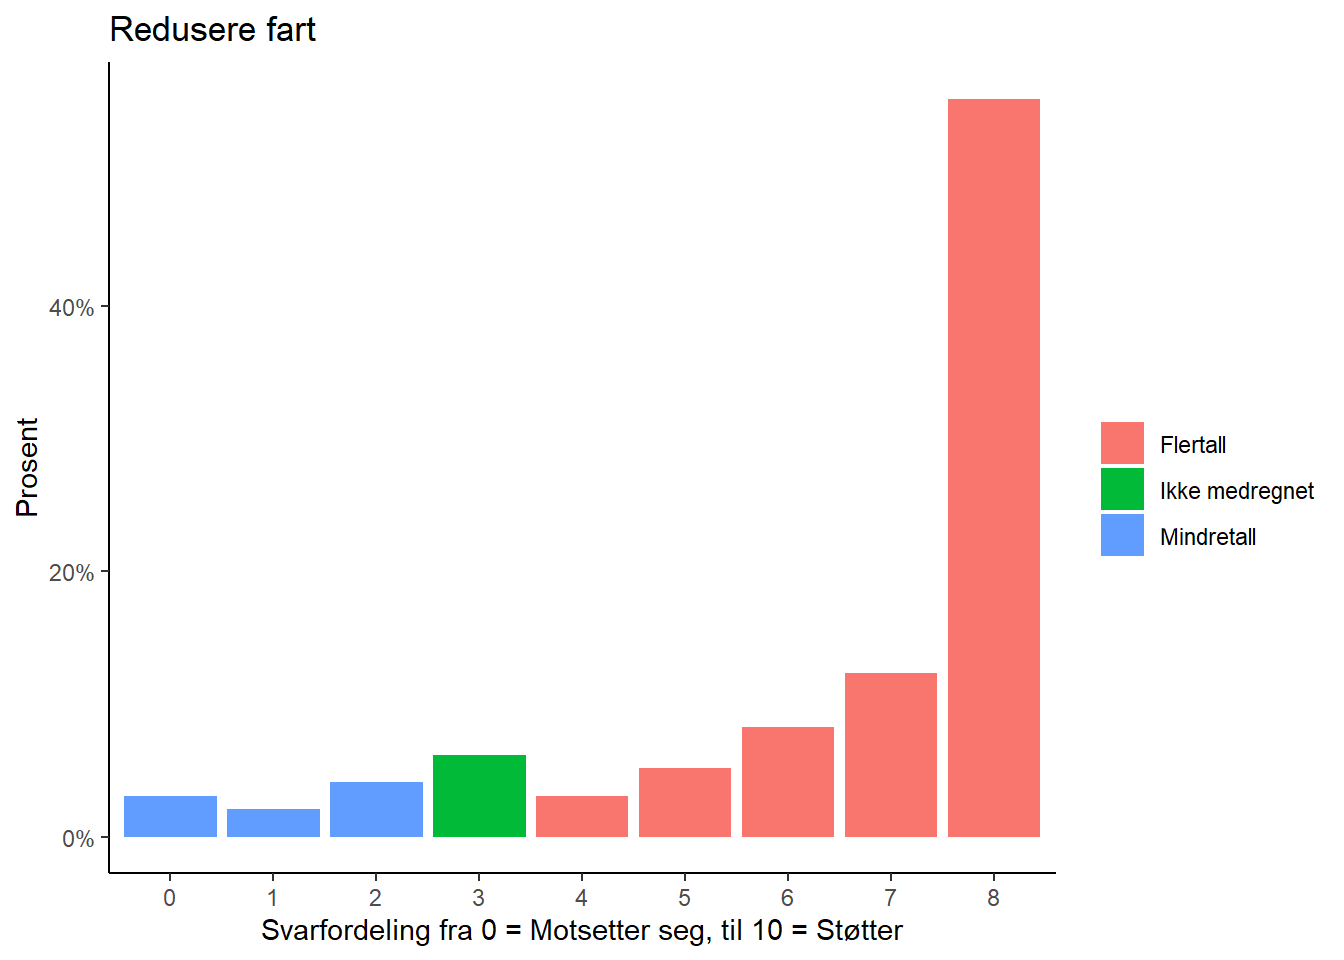 Redusere fart
Prosent
40%
20%
0%
0 1 2 3 4 5 6 7 8
Svarfordeling fra 0 = Motsetter seg, til 10 = Støtter
Flertall
Ikke medregnet
Mindretall